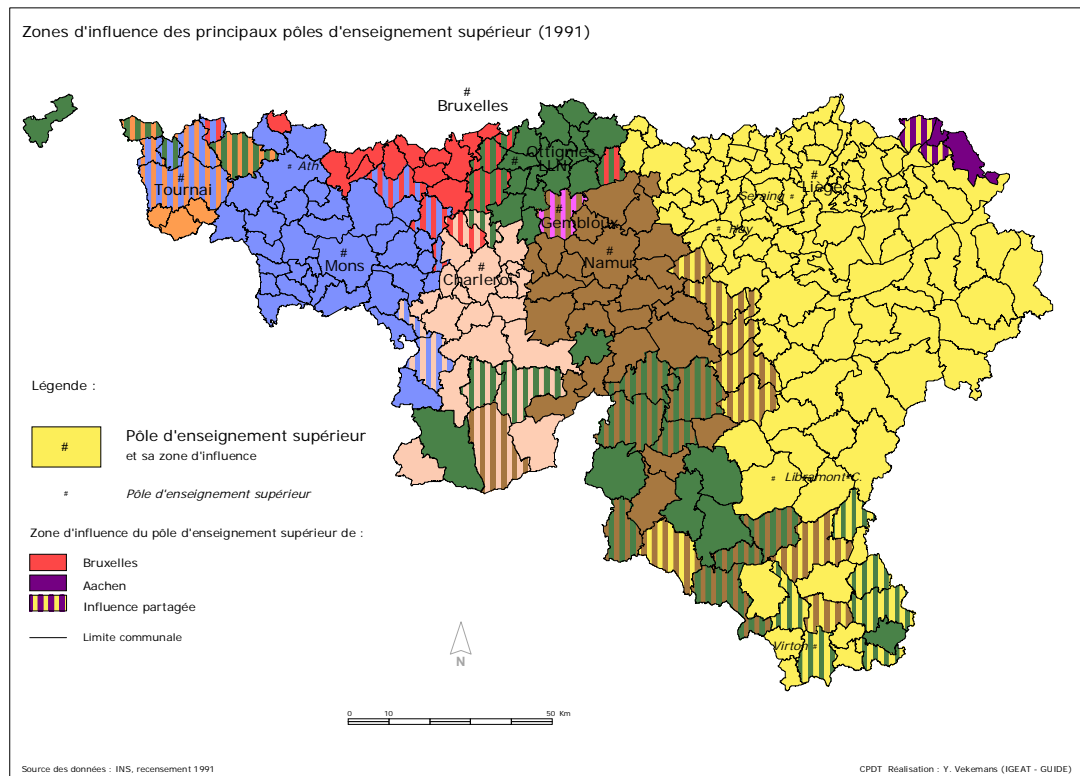 Zones d'influence des principaux pôles d'enseignement supérieur (1991)
#
Bruxelles
# Ath
#
Tournai
#
Ottignies
LLN
#
Liège
Seraing #
# Huy
#
Gembloux
#
Mons
#
Charleroi
#
Namur
Légende :
#
Pôle d'enseignement supérieur
et sa zone d'influence
# Pôle d'enseignement supérieur
# Libramont-C.
Zone d'influence du pôle d'enseignement supérieur de :
Bruxelles
Aachen
Influence partagée
Limite communale
N
Virton #
0 10 50 Km
Source des données : INS, recensement 1991
CPDT Réalisation : Y. Vekemans (IGEAT - GUIDE)